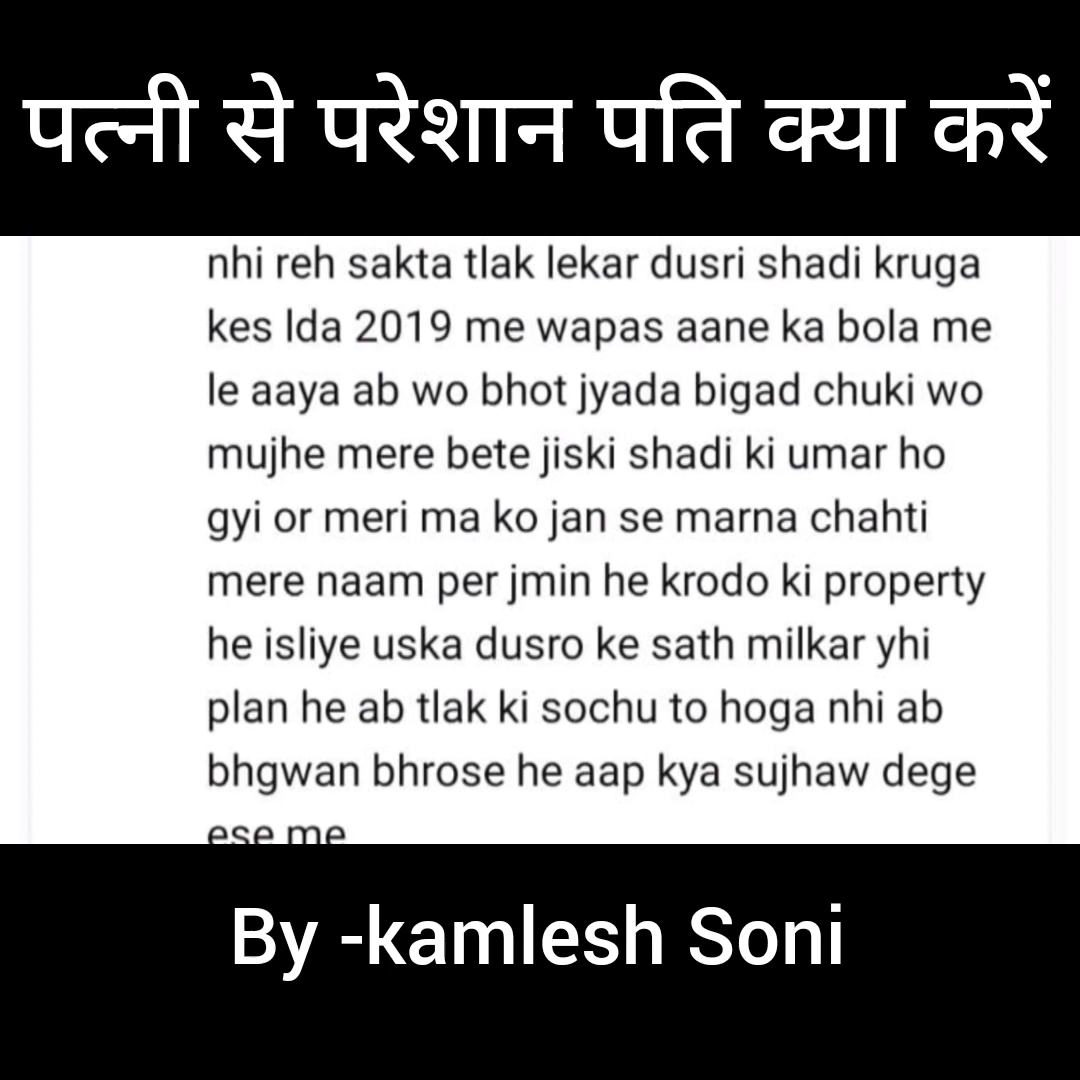 पत्नी से परेशान पति क्या करें
nhi reh sakta tlak lekar dusri shadi kruga
kes lda 2019 me wapas aane ka bola me
le aaya ab wo bhot jyada bigad chuki wo
mujhe mere bete jiski shadi ki umar ho
gyi or meri ma ko jan se marna chahti
mere naam per jmin he krodo ki property
he isliye uska dusro ke sath milkar yhi
plan he ab tlak ki sochu to hoga nhi ab
bhgwan bhrose he aap kya sujhaw dege
ese me
By -kamlesh Soni